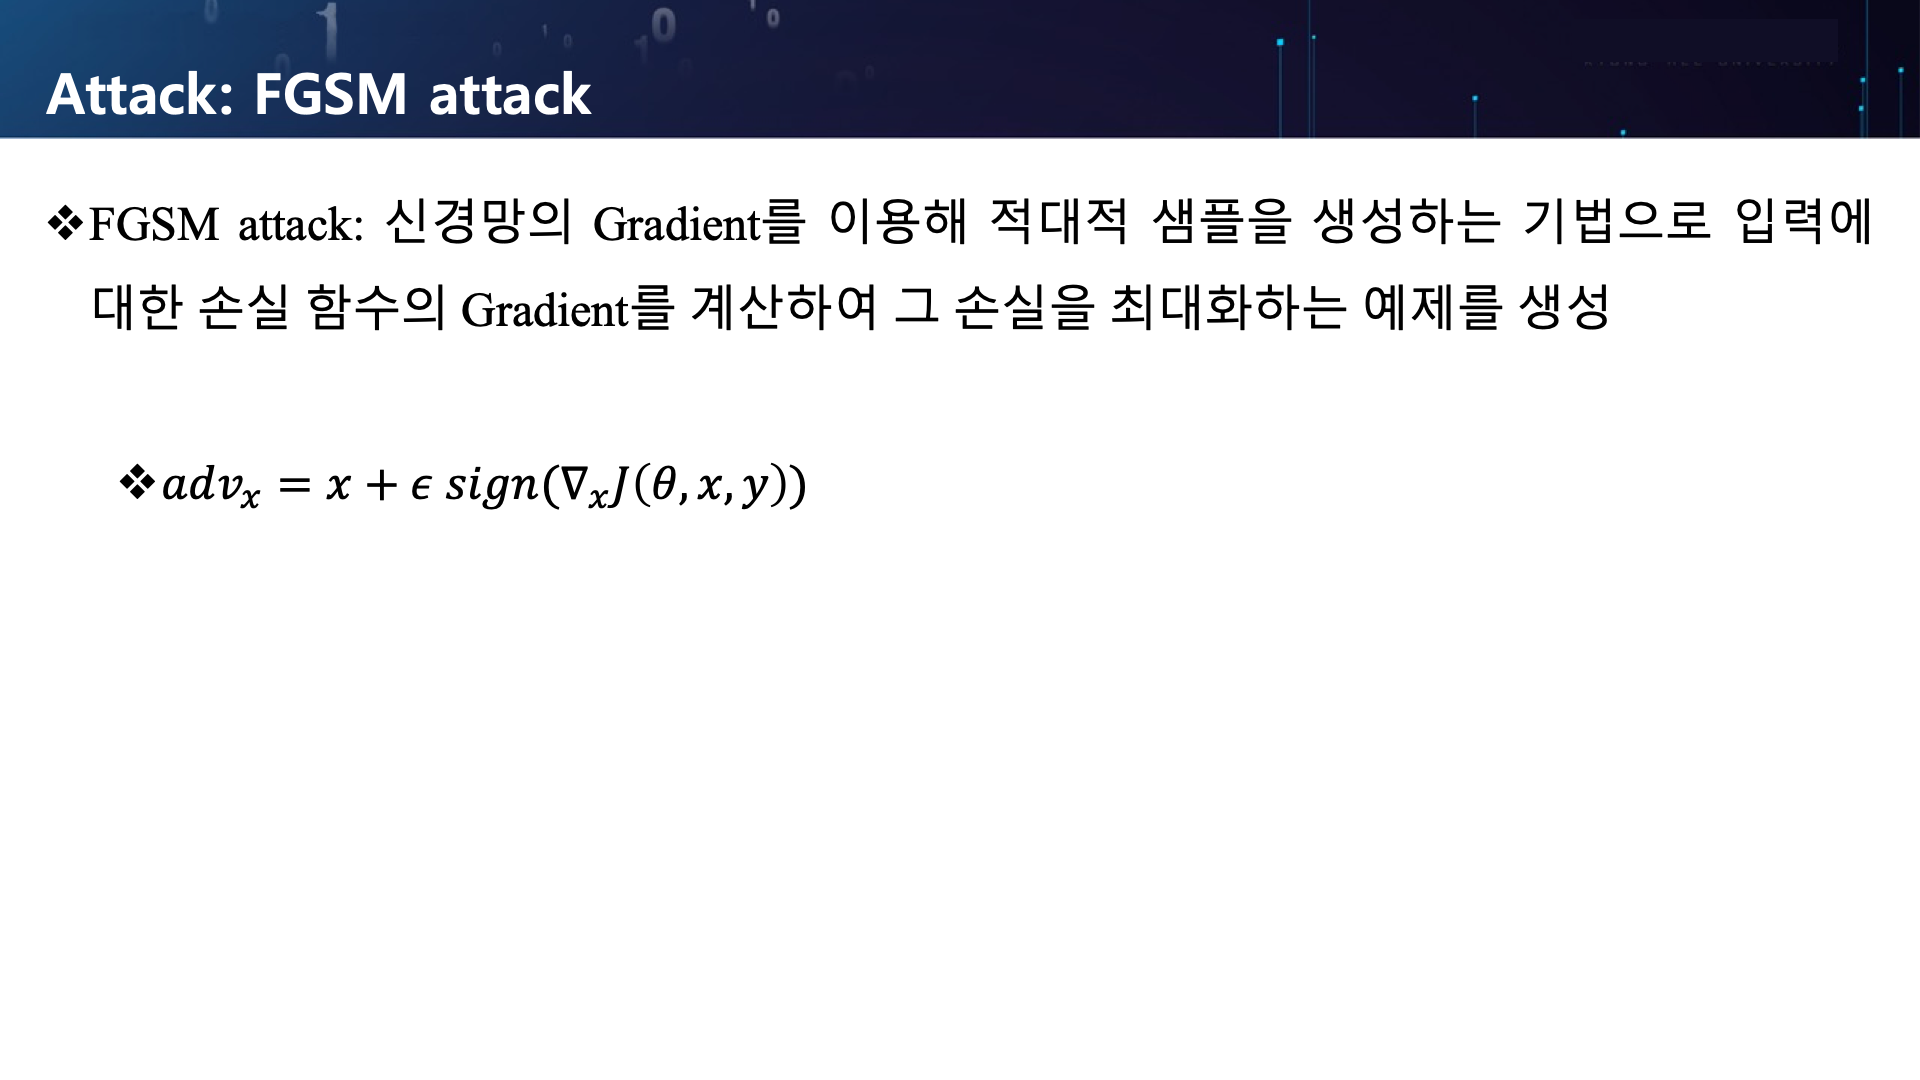 Attack: FGSM attack
❖FGSM attack: 신경망의 Gradient를 이용해 적대적 샘플을 생성하는 기법으로 입력에
대한 손실 함수의 Gradient를 계산하여 그 손실을 최대화하는 예제를 생성
❖adv_x = x + ϵ sign(∇_x J(θ, x, y))